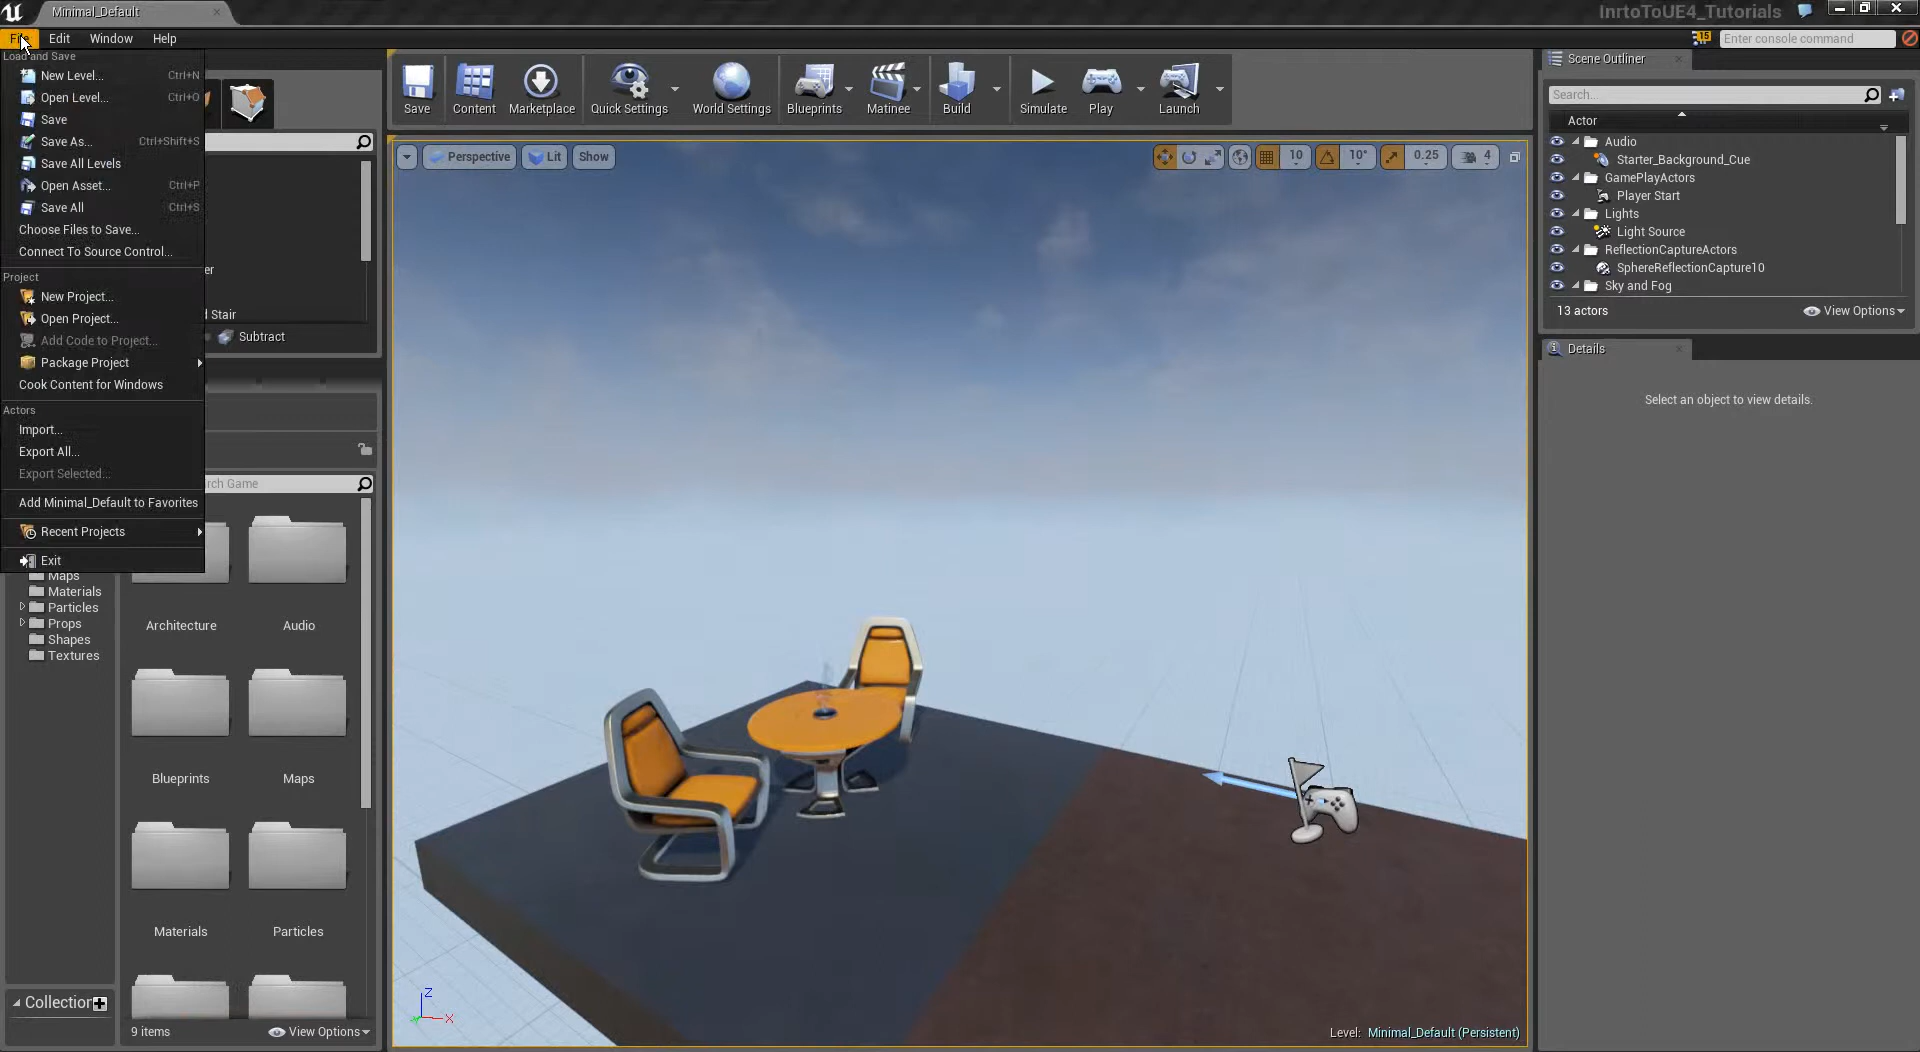 Minimal_Default
InrtoToUE4_Tutorials
File Edit Window Help
15
Enter console command
Load and Save
New Level... Ctrl+N
Open Level... Ctrl+O
Save
Save As... Ctrl+Shift+S
Save All Levels
Open Asset... Ctrl+P
Save All Ctrl+S
Choose Files to Save...
Connect To Source Control...
Project
New Project...
Open Project...
Add Code to Project...
Package Project
Cook Content for Windows
Actors
Import...
Export All...
Export Selected...
Add Minimal_Default to Favorites
Recent Projects
Exit
d Stair
Subtract
rch Game
Maps
Materials
Particles
Props
Shapes
Textures
Collection
Architecture Audio
Blueprints Maps
Materials Particles
9 items View Options
Save Content Marketplace Quick Settings World Settings Blueprints Matinee Build Simulate Play Launch
Perspective Lit Show
10 10° 0.25 4
Z
X
Level: Minimal_Default (Persistent)
Scene Outliner
Search...
Actor
Audio
Starter_Background_Cue
GamePlayActors
Player Start
Lights
Light Source
ReflectionCaptureActors
SphereReflectionCapture10
Sky and Fog
13 actors View Options
Details
Select an object to view details.